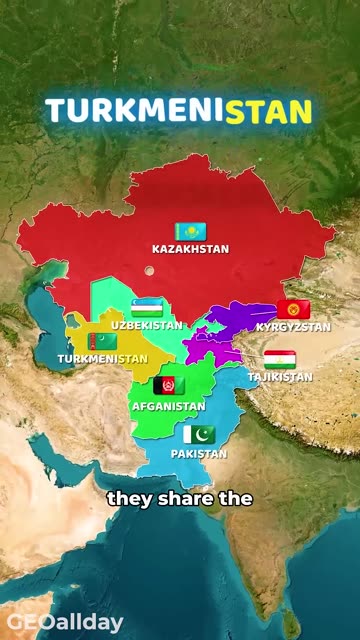 TURKMENISTAN
KAZAKHSTAN
UZBEKISTAN
KYRGYZSTAN
TURKMENISTAN
TAJIKISTAN
AFGANISTAN
PAKISTAN
they share the
GEOallday